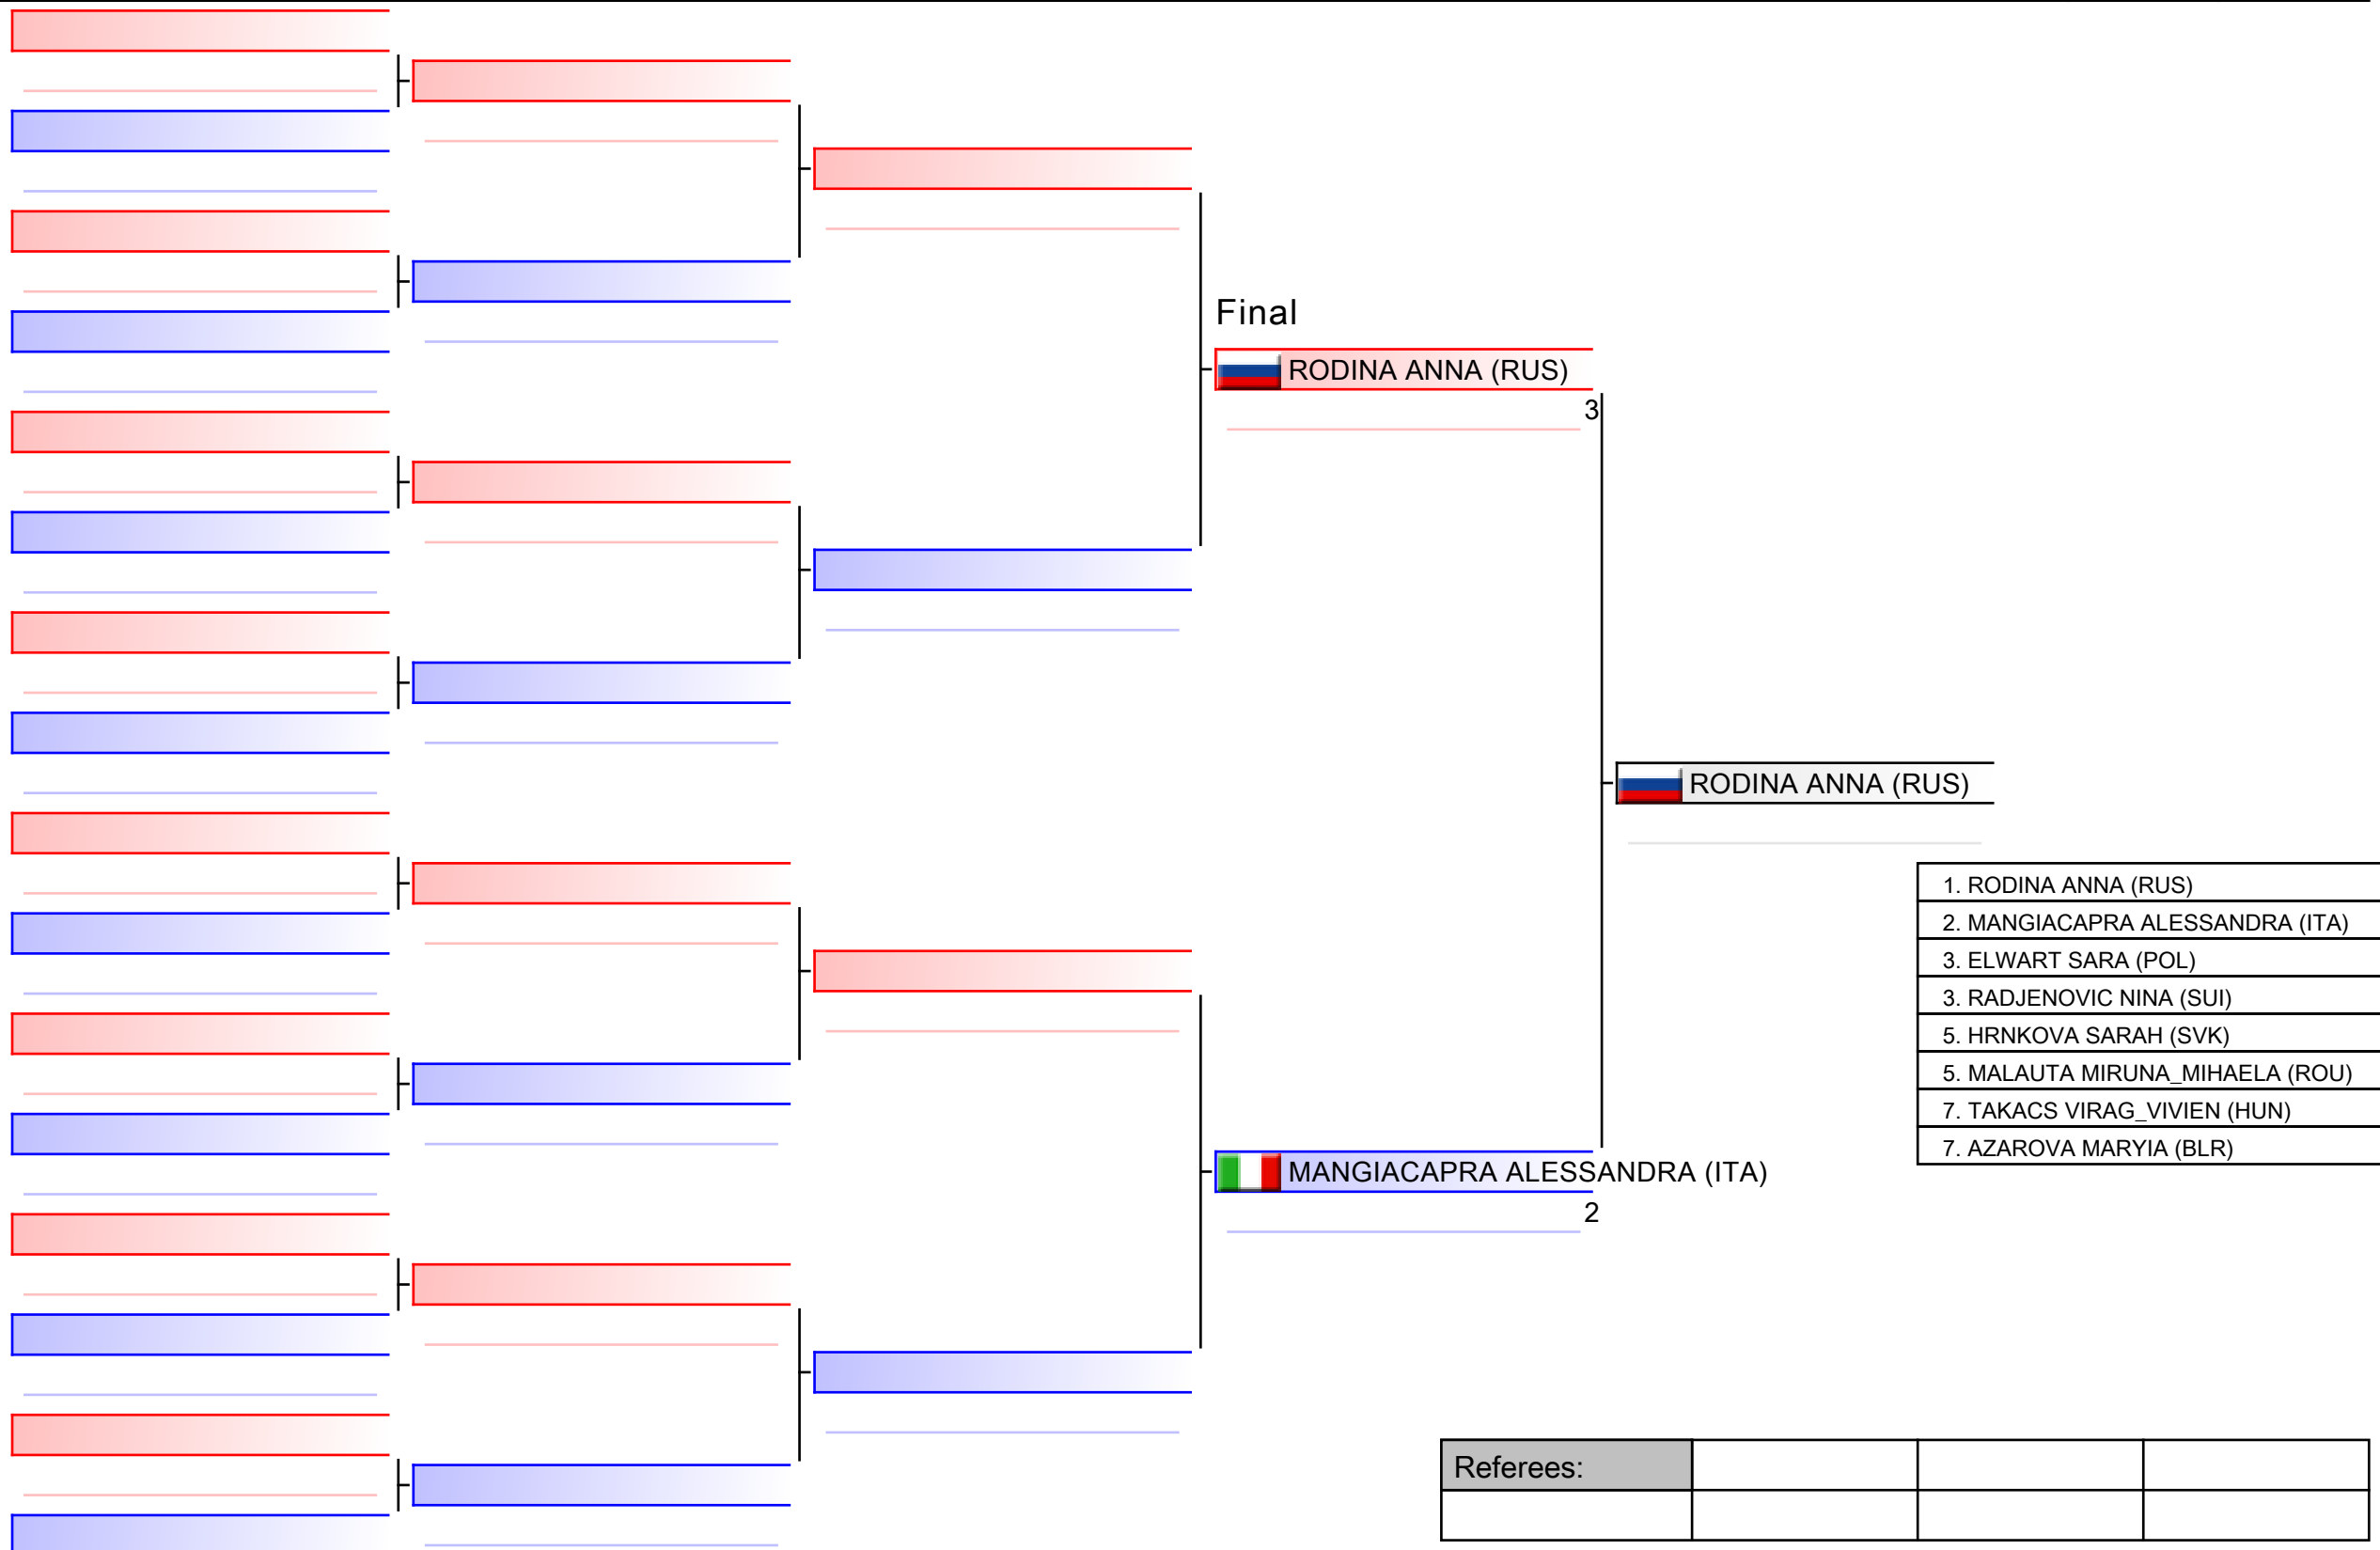 Final
RODINA ANNA (RUS)
3
RODINA ANNA (RUS)
1. RODINA ANNA (RUS)
2. MANGIACAPRA ALESSANDRA (ITA)
3. ELWART SARA (POL)
3. RADJENOVIC NINA (SUI)
5. HRNKOVA SARAH (SVK)
5. MALAUTA MIRUNA_MIHAELA (ROU)
7. TAKACS VIRAG_VIVIEN (HUN)
7. AZAROVA MARYIA (BLR)
MANGIACAPRA ALESSANDRA (ITA)
2
Referees: